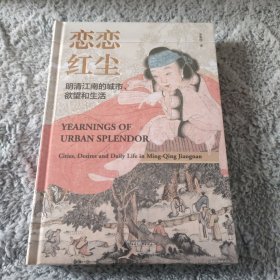 恋恋
红尘
明清江南的城市、
欲望和生活
YEARNINGS OF
URBAN SPLENDOR
Cities, Desires and Daily Life in Ming-Qing Jiangnan